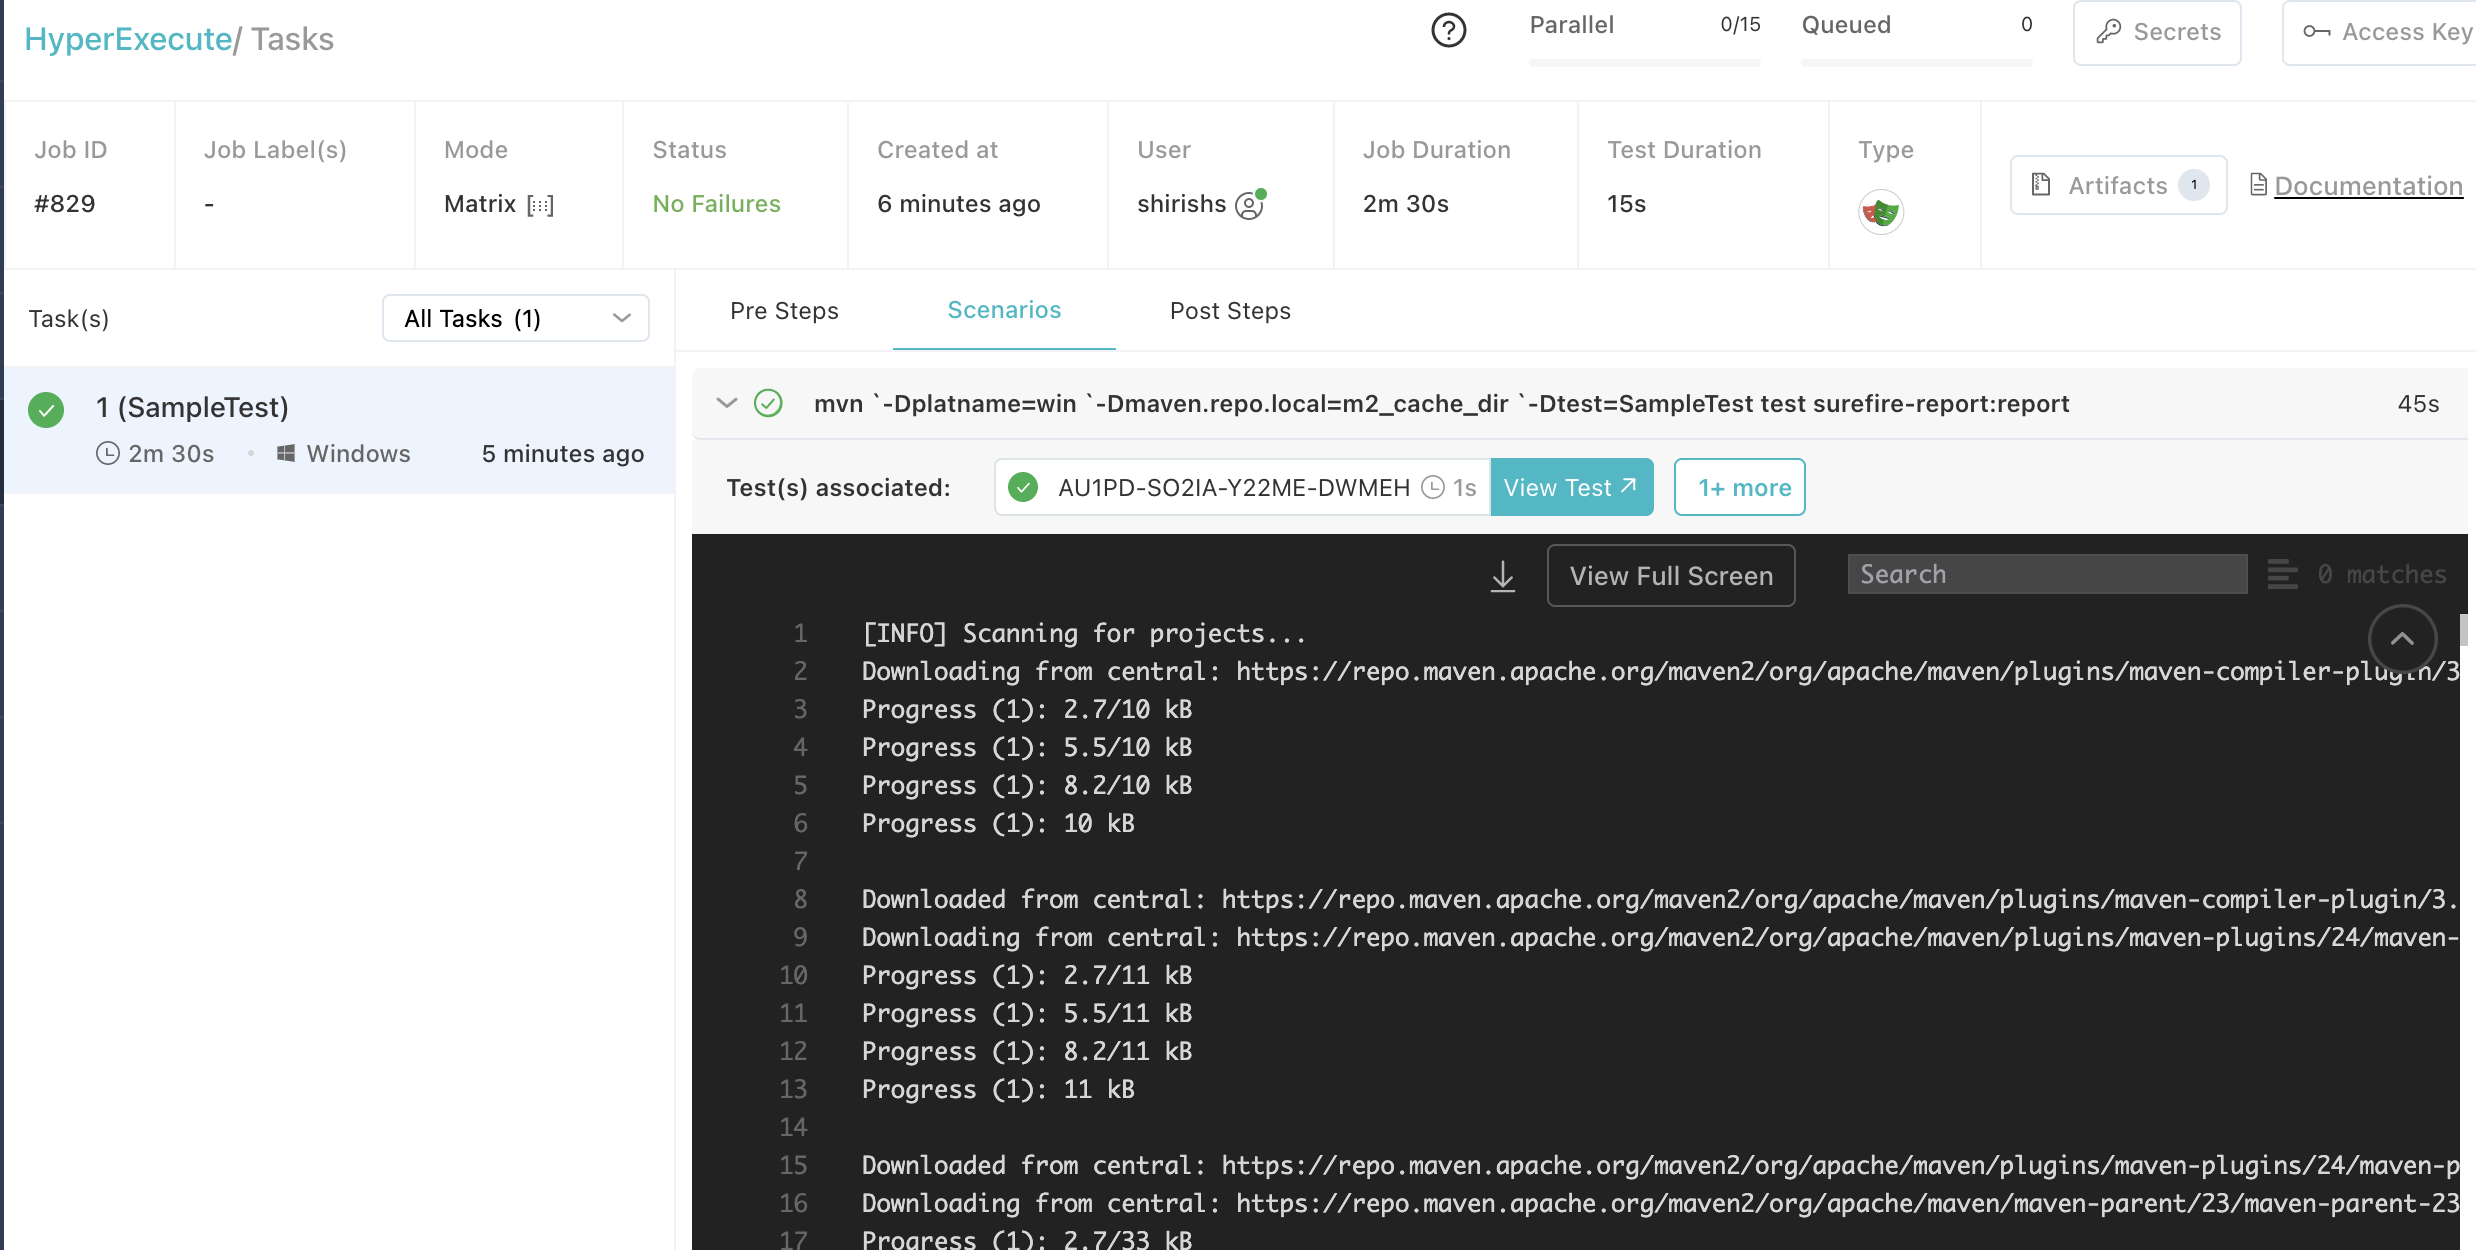 HyperExecute/ Tasks
Parallel 0/15 Queued 0 Secrets Access Key
Job ID Job Label(s) Mode Status Created at User Job Duration Test Duration Type
#829 - Matrix No Failures 6 minutes ago shirishs 2m 30s 15s
Artifacts 1 Documentation
Task(s) All Tasks (1)
1 (SampleTest)
2m 30s Windows 5 minutes ago
Pre Steps Scenarios Post Steps
mvn `-Dplatname=win `-Dmaven.repo.local=m2_cache_dir `-Dtest=SampleTest test surefire-report:report 45s
Test(s) associated: AU1PD-SO2IA-Y22ME-DWMEH 1s View Test 1+ more
View Full Screen Search 0 matches
1 [INFO] Scanning for projects...
2 Downloading from central: https://repo.maven.apache.org/maven2/org/apache/maven/plugins/maven-compiler-plugin/3
3 Progress (1): 2.7/10 kB
4 Progress (1): 5.5/10 kB
5 Progress (1): 8.2/10 kB
6 Progress (1): 10 kB
7
8 Downloaded from central: https://repo.maven.apache.org/maven2/org/apache/maven/plugins/maven-compiler-plugin/3.
9 Downloading from central: https://repo.maven.apache.org/maven2/org/apache/maven/plugins/maven-plugins/24/maven-
10 Progress (1): 2.7/11 kB
11 Progress (1): 5.5/11 kB
12 Progress (1): 8.2/11 kB
13 Progress (1): 11 kB
14
15 Downloaded from central: https://repo.maven.apache.org/maven2/org/apache/maven/plugins/maven-plugins/24/maven-p
16 Downloading from central: https://repo.maven.apache.org/maven2/org/apache/maven/maven-parent/23/maven-parent-23
17 Progress (1): 2.7/33 kB